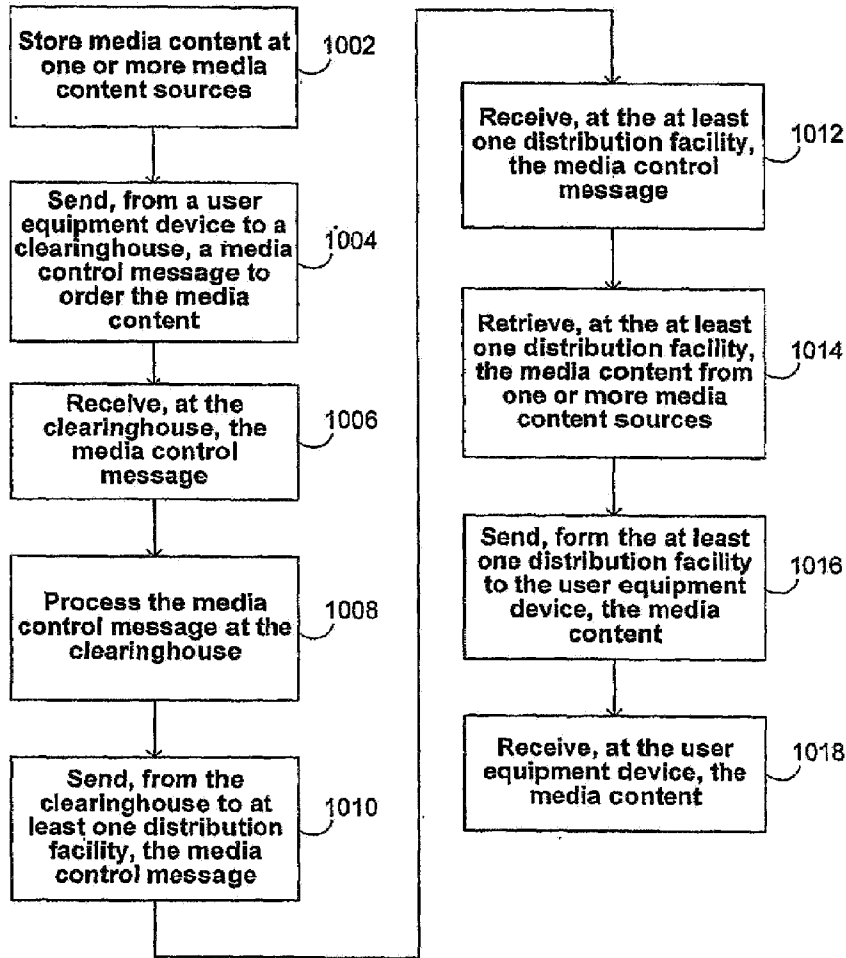 Store media content at
one or more media
content sources
1002
Send, from a user
equipment device to a
clearinghouse, a media
control message to
order the media
content
1004
Receive, at the
clearinghouse, the
media control
message
1006
Process the media
control message at the
clearinghouse
1008
Send, from the
clearinghouse to at
least one distribution
facility, the media
control message
1010
Receive, at the at least
one distribution facility,
the media control
message
1012
Retrieve, at the at least
one distribution facility,
the media content from
one or more media
content sources
1014
Send, form the at least
one distribution facility
to the user equipment
device, the media
content
1016
Receive, at the user
equipment device, the
media content
1018